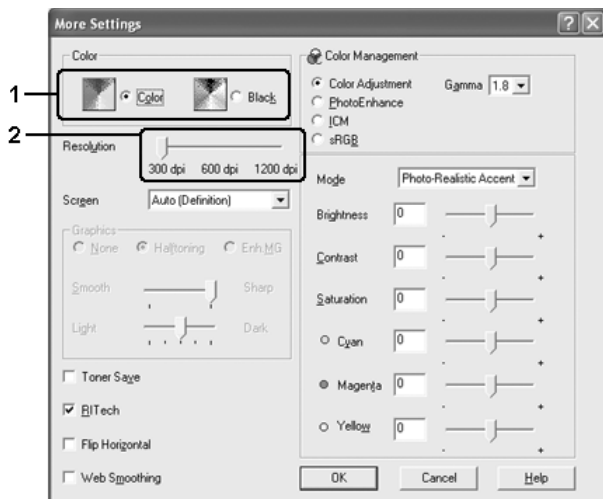 More Settings
Color
1
Color
Black
2
Resolution
300 dpi 600 dpi 1200 dpi
Screen
Auto (Definition)
Graphics
None
Halftoning
Enh.MG
Smooth
Sharp
Light
Dark
Toner Save
RITech
Flip Horizontal
Web Smoothing
Color Management
Color Adjustment
Gamma 1.8
PhotoEnhance
ICM
sRGB
Mode
Photo-Realistic Accent
Brightness 0
- +
Contrast 0
- +
Saturation 0
- +
Cyan 0
- +
Magenta 0
- +
Yellow 0
- +
OK
Cancel
Help